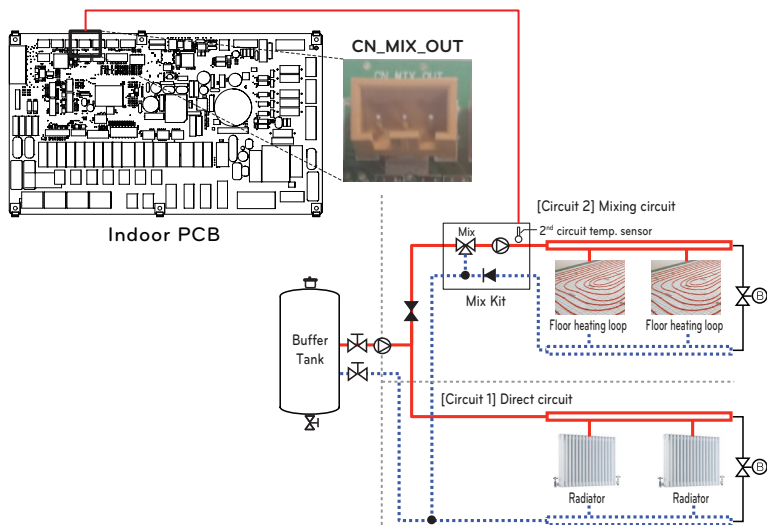 CN_MIX_OUT
CN_MIX_OUT
Indoor PCB
[Circuit 2] Mixing circuit
Mix
2nd circuit temp. sensor
Mix Kit
Floor heating loop
Floor heating loop
B
Buffer
Tank
[Circuit 1] Direct circuit
B
Radiator
Radiator